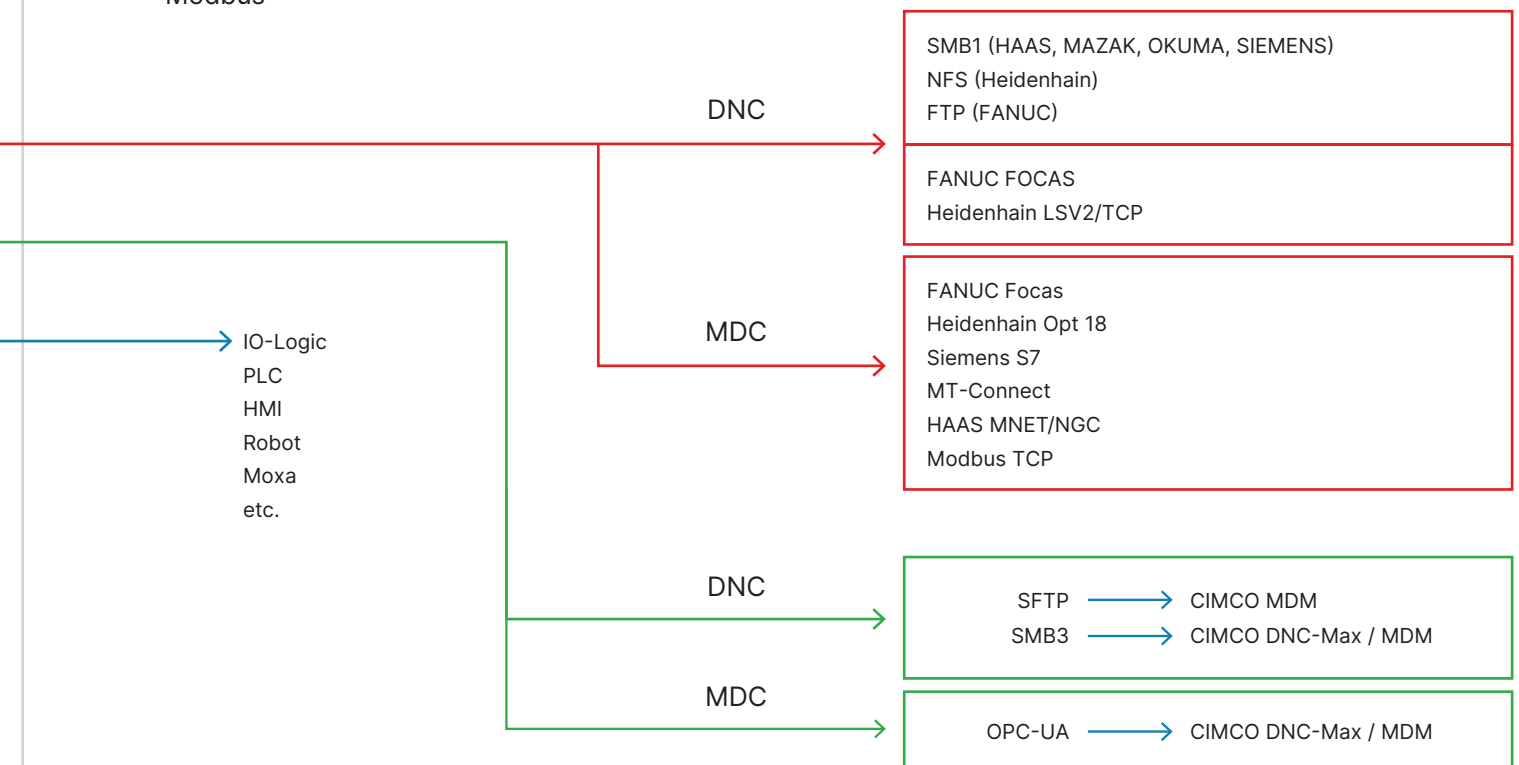 Modbus
DNC
SMB1 (HAAS, MAZAK, OKUMA, SIEMENS)
NFS (Heidenhain)
FTP (FANUC)
FANUC FOCAS
Heidenhain LSV2/TCP
MDC
FANUC Focas
Heidenhain Opt 18
Siemens S7
MT-Connect
HAAS MNET/NGC
Modbus TCP
IO-Logic
PLC
HMI
Robot
Moxa
etc.
DNC
SFTP CIMCO MDM
SMB3 CIMCO DNC-Max / MDM
MDC
OPC-UA CIMCO DNC-Max / MDM